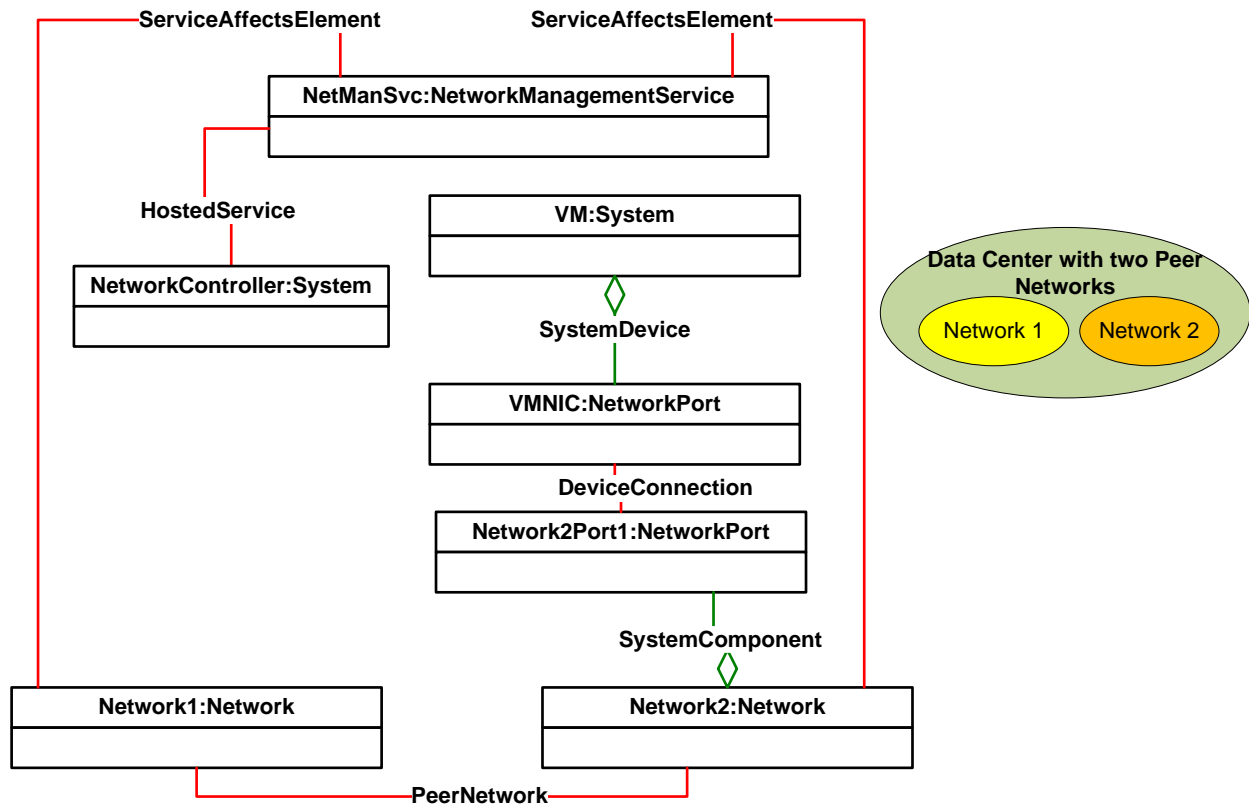 ServiceAffectsElement
ServiceAffectsElement
NetManSvc:NetworkManagementService
HostedService
VM:System
NetworkController:System
Data Center with two Peer
Networks
Network 1
Network 2
SystemDevice
VMNIC:NetworkPort
DeviceConnection
Network2Port1:NetworkPort
SystemComponent
Network1:Network
Network2:Network
PeerNetwork